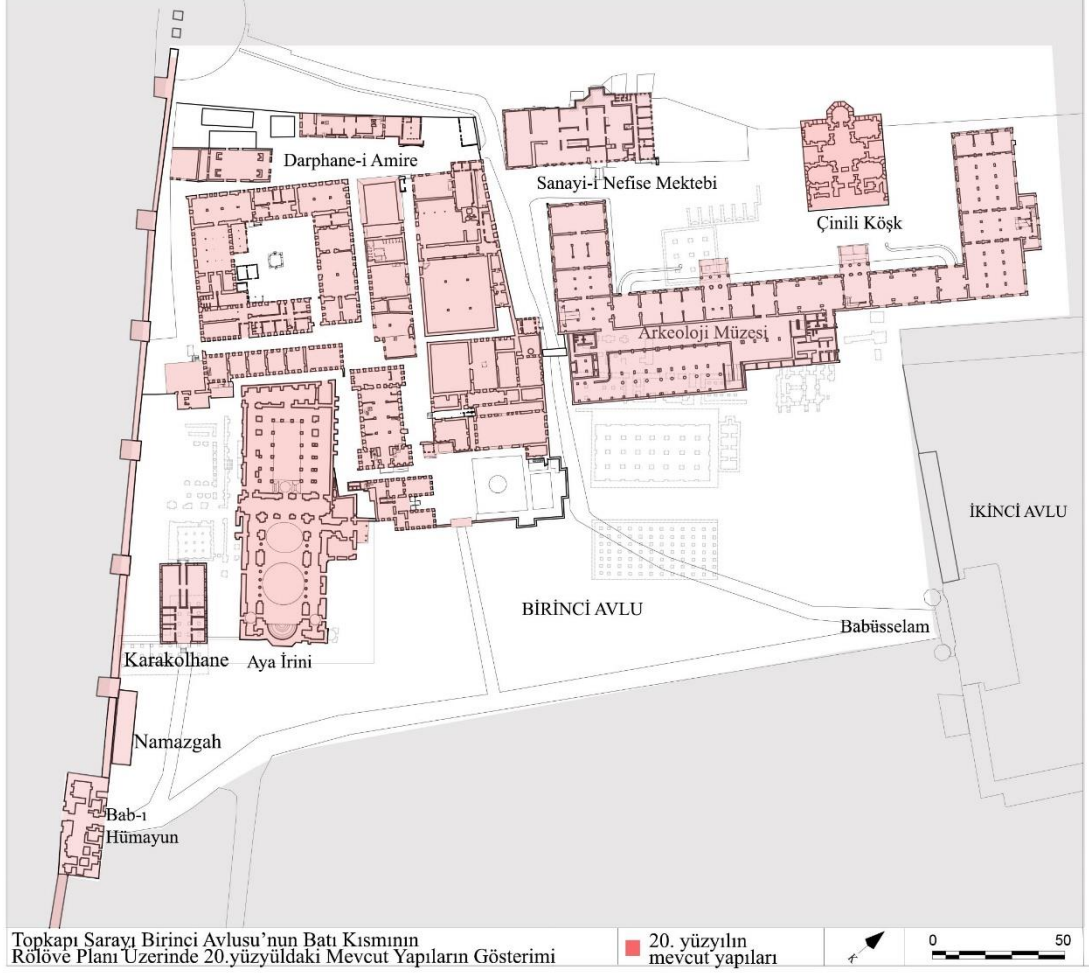 Darphane-i Amire
Sanayi-i Nefise Mektebi
Çinili Köşk
Arkeoloji Müzesi
İKİNCİ AVLU
BİRİNCİ AVLU
Babüsselam
Karakolhane
Aya İrini
Namazgah
Bab-ı
Hümayun
Topkapı Sarayı Birinci Avlusu'nun Batı Kısmının
Rölöve Planı Üzerinde 20.yüzyüldaki Mevcut Yapıların Gösterimi
20. yüzyılın
mevcut yapıları
K
0 50